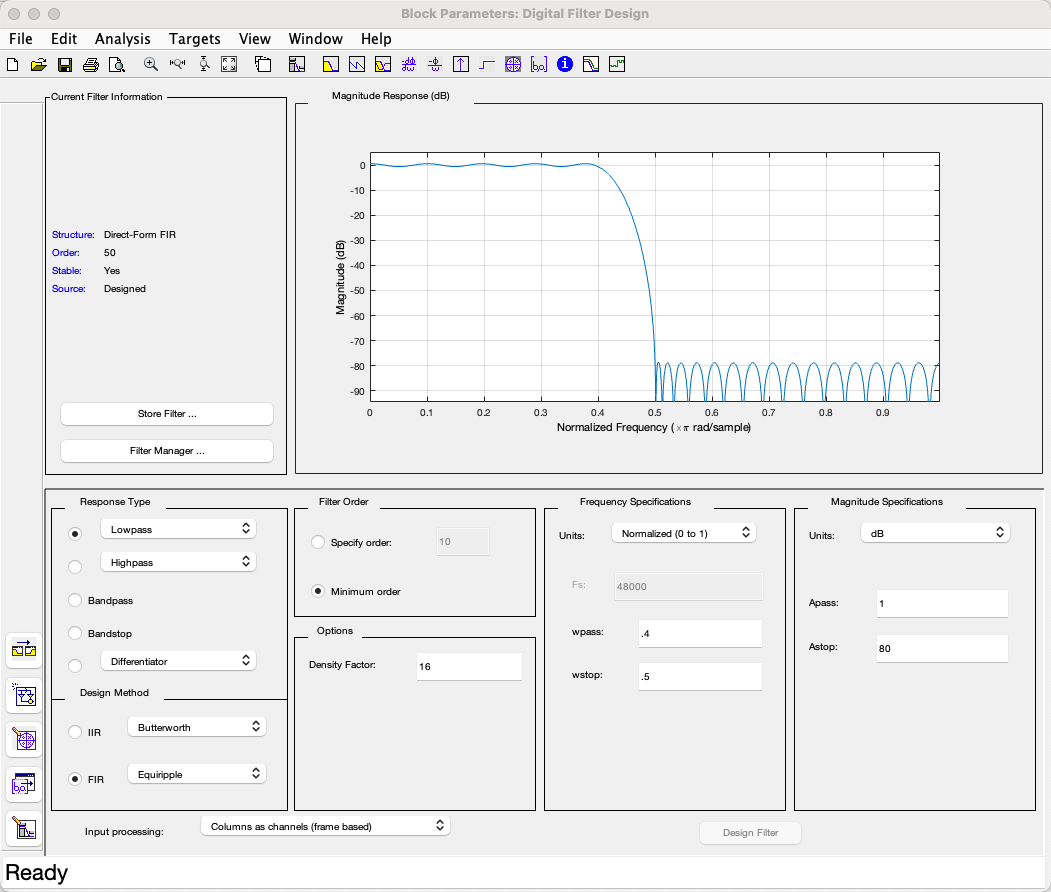 Block Parameters: Digital Filter Design
File Edit Analysis Targets View Window Help
Current Filter Information
Structure: Direct-Form FIR
Order: 50
Stable: Yes
Source: Designed
Store Filter ...
Filter Manager ...
Magnitude Response (dB)
Magnitude (dB)
0
-10
-20
-30
-40
-50
-60
-70
-80
-90
0 0.1 0.2 0.3 0.4 0.5 0.6 0.7 0.8 0.9
Normalized Frequency (×π rad/sample)
Response Type
Lowpass
Highpass
Bandpass
Bandstop
Differentiator
Design Method
IIR Butterworth
FIR Equiripple
Filter Order
Specify order: 10
Minimum order
Options
Density Factor: 16
Frequency Specifications
Units: Normalized (0 to 1)
Fs: 48000
wpass: .4
wstop: .5
Magnitude Specifications
Units: dB
Apass: 1
Astop: 80
Input processing: Columns as channels (frame based)
Design Filter
Ready